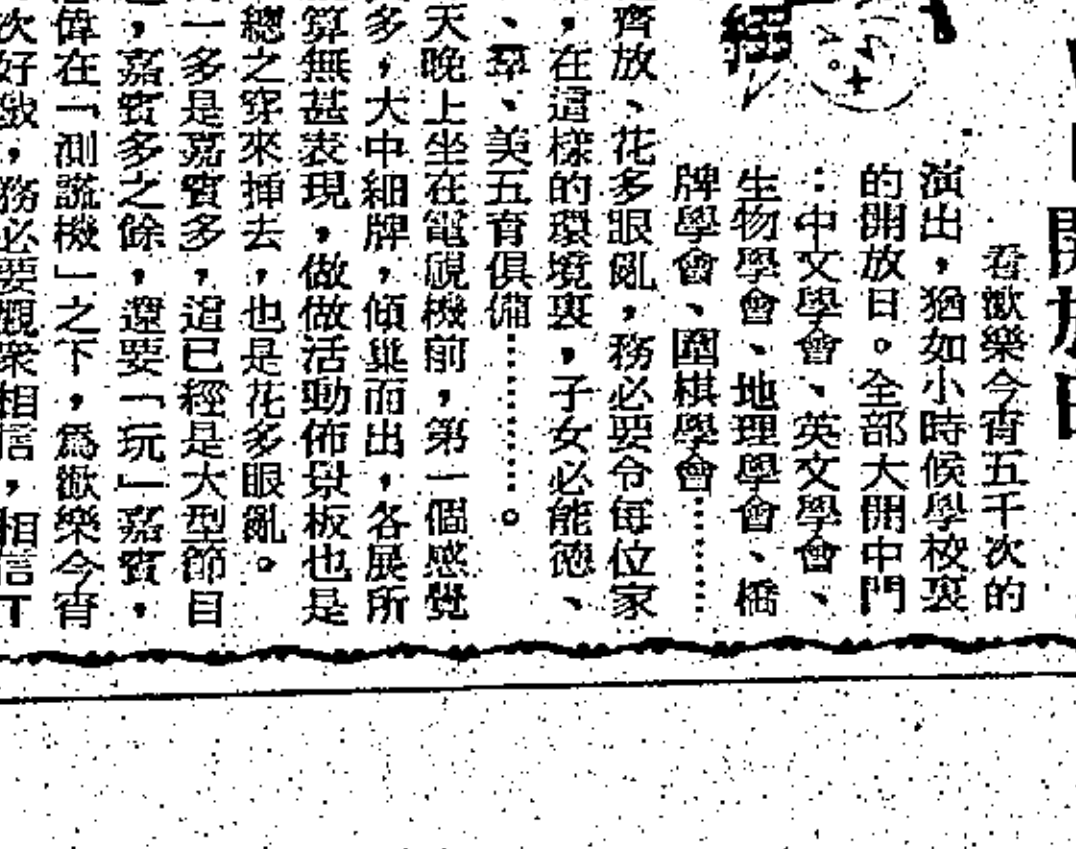 開放日
看歡樂今宵五千次的
演出，猶如小時候學校裏
的開放日。全部大開中門
：中文學會、英文學會、
生物學會、地理學會、橋
牌學會、圍棋學會………
齊放、花多眼亂，務必要令每位家
，在這樣的環境裏，子女必能德、
、羣、美五育俱備…………。
天晚上坐在電視機前，第一個感覺
多，大中細牌，傾巢而出，各展所
算無甚表現，做做活動佈景板也是
總之穿來揷去，也是花多眼亂。
一多是嘉賓多，這已經是大型節目
，嘉賓多之餘，還要「玩」嘉賓，
偉在「測謊機」之下，爲歡樂今宵
次好戲，務必要觀衆相信，相信